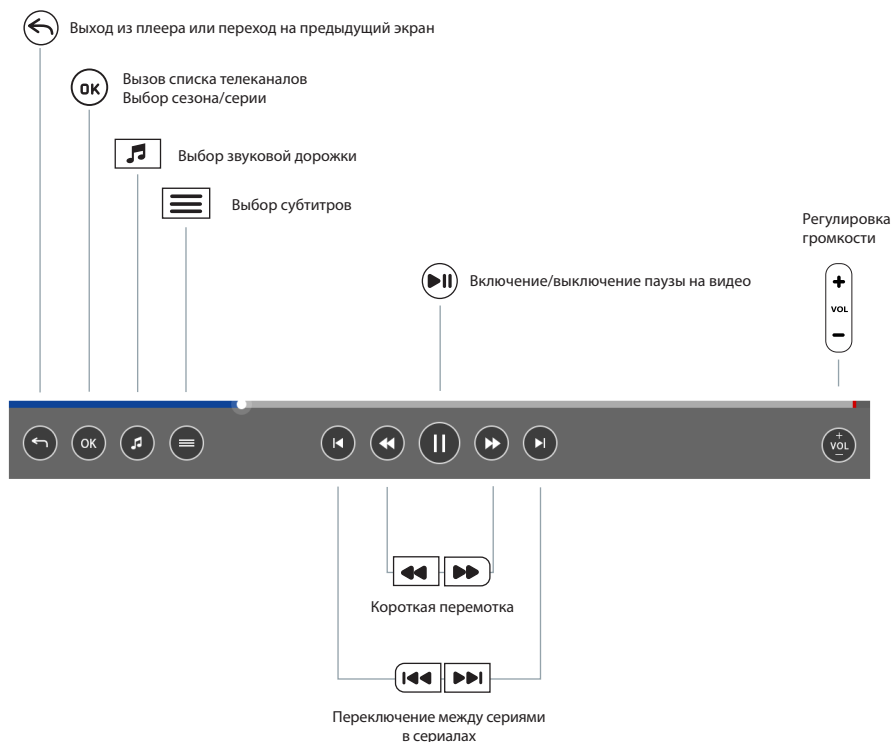 Выход из плеера или переход на предыдущий экран
OK
Вызов списка телеканалов
Выбор сезона/серии
Выбор звуковой дорожки
Выбор субтитров
Регулировка
громкости
Включение/выключение паузы на видео
+
VOL
−
OK
+
VOL
−
Короткая перемотка
Переключение между сериями
в сериалах